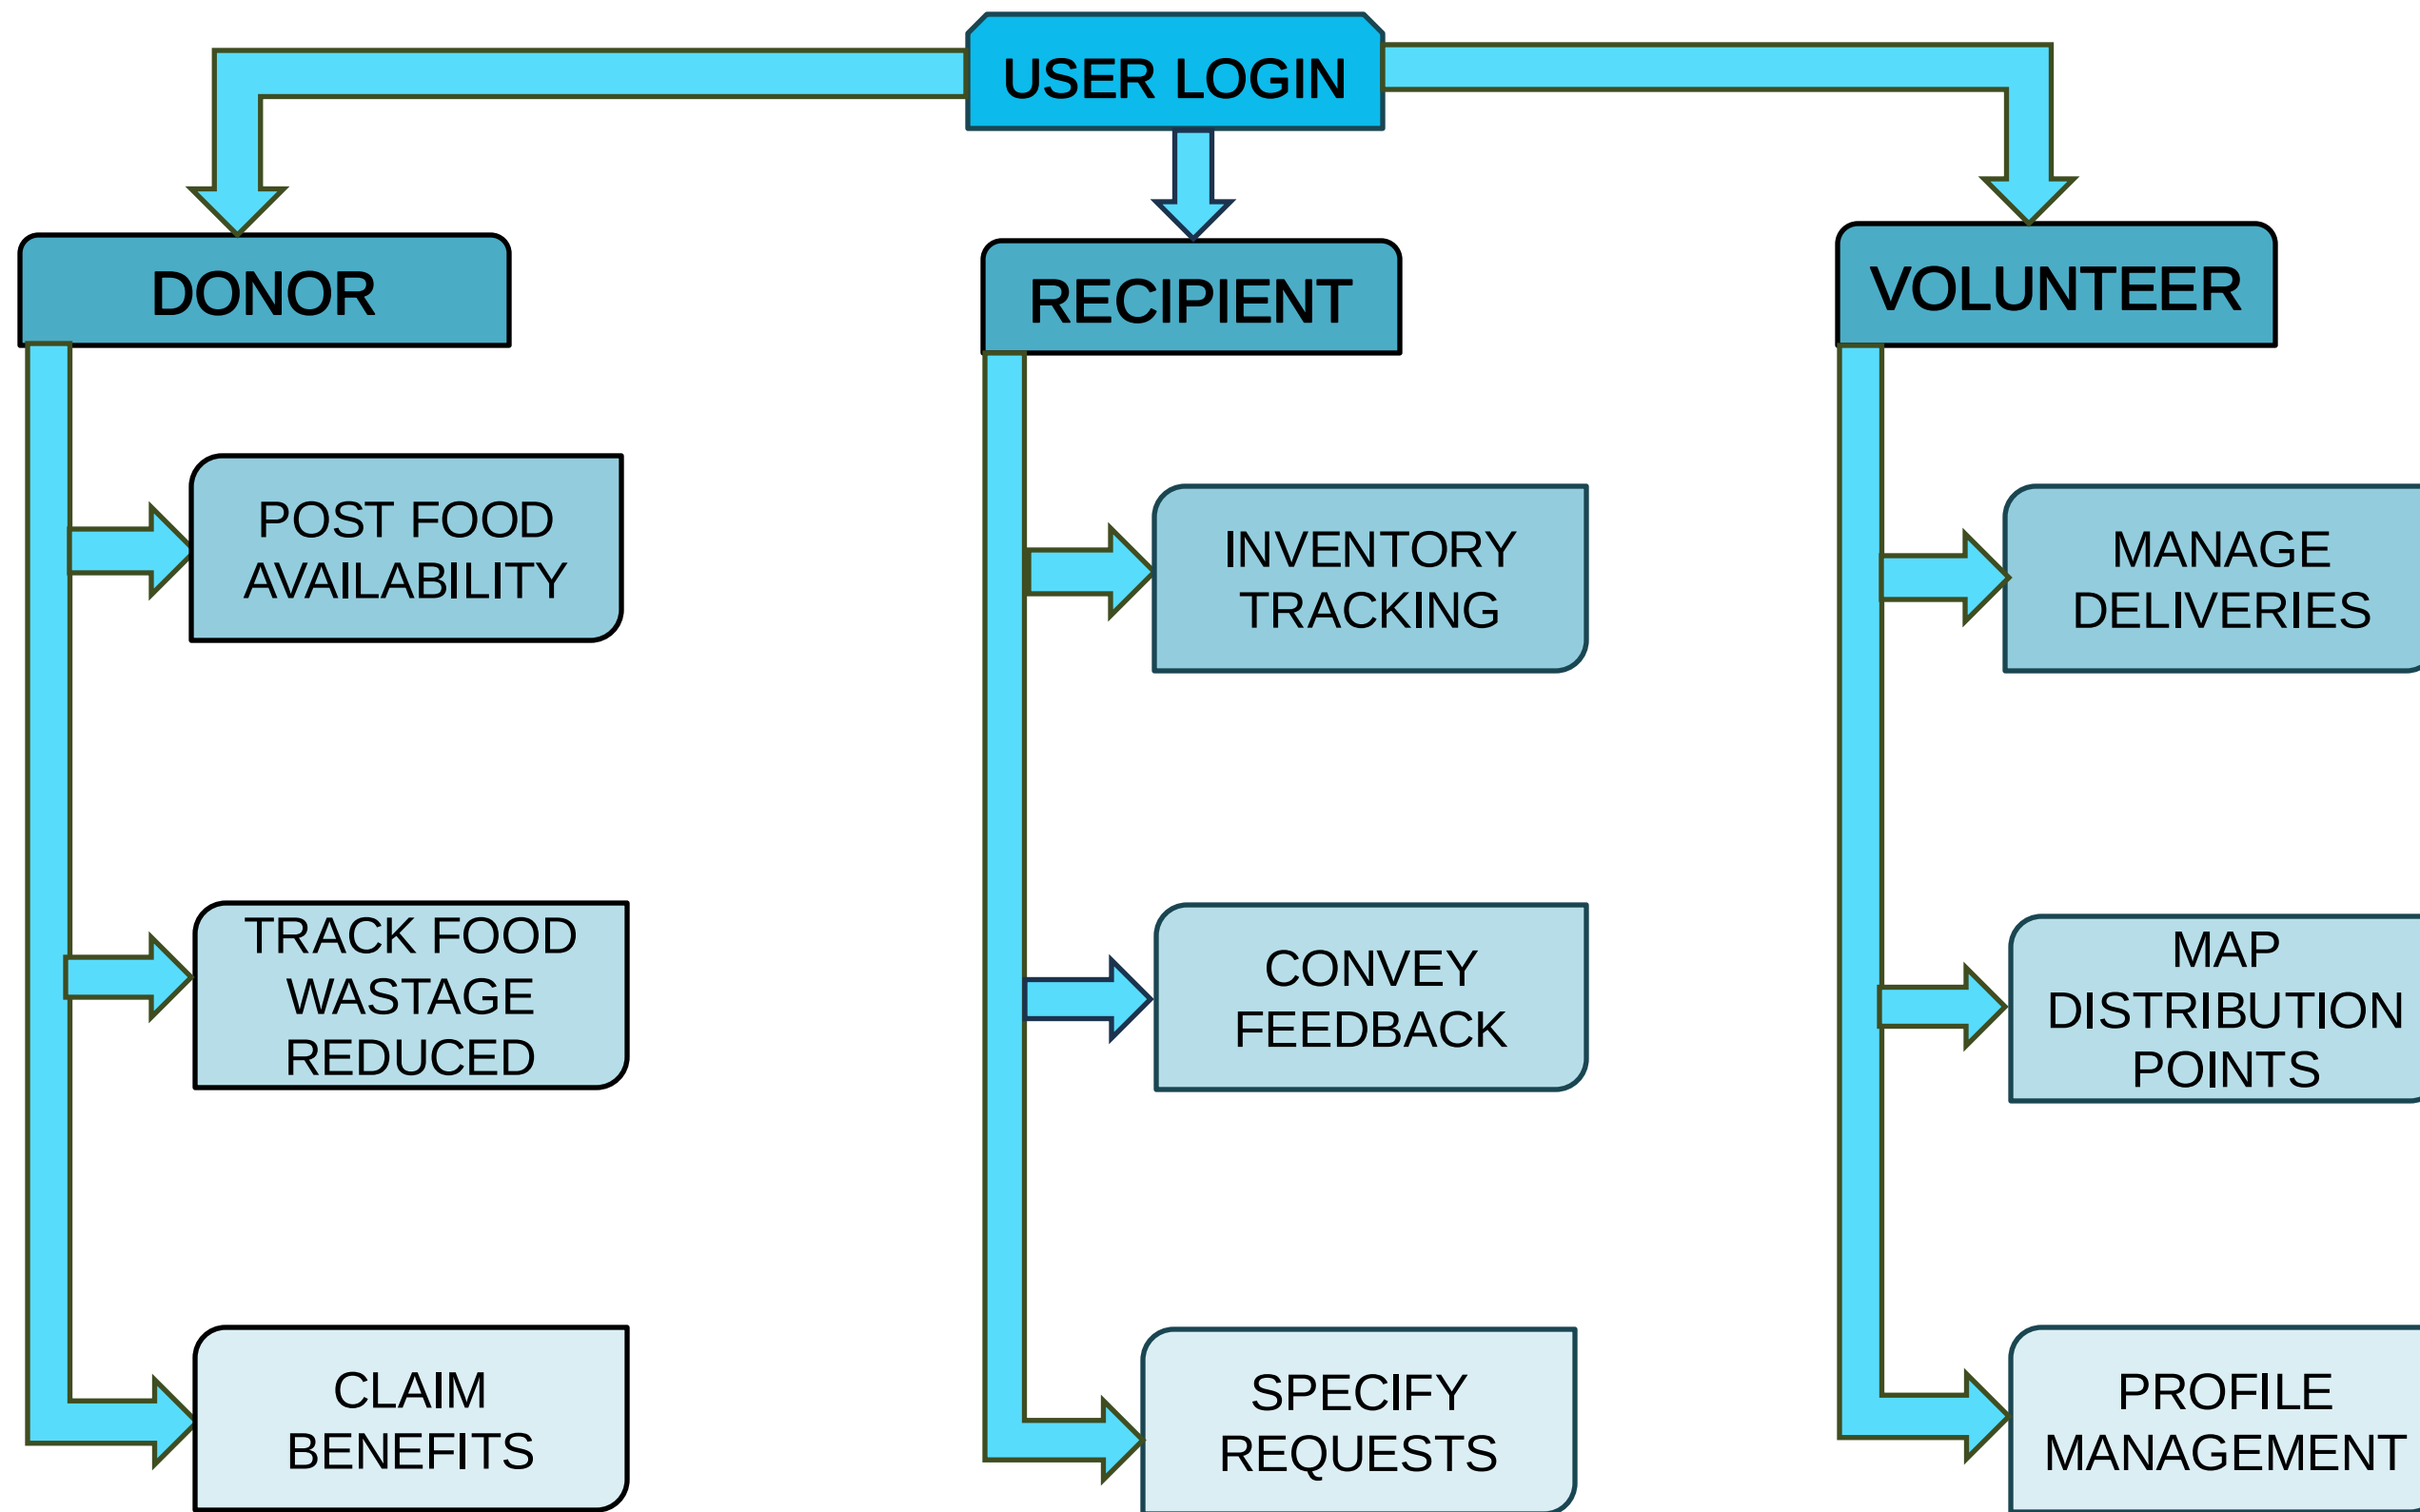 USER LOGIN
DONOR
RECIPIENT
VOLUNTEER
POST FOOD
AVAILABILITY
INVENTORY
TRACKING
MANAGE
DELIVERIES
TRACK FOOD
WASTAGE
REDUCED
CONVEY
FEEDBACK
MAP
DISTRIBUTION
POINTS
CLAIM
BENEFITS
SPECIFY
REQUESTS
PROFILE
MANAGEMENT